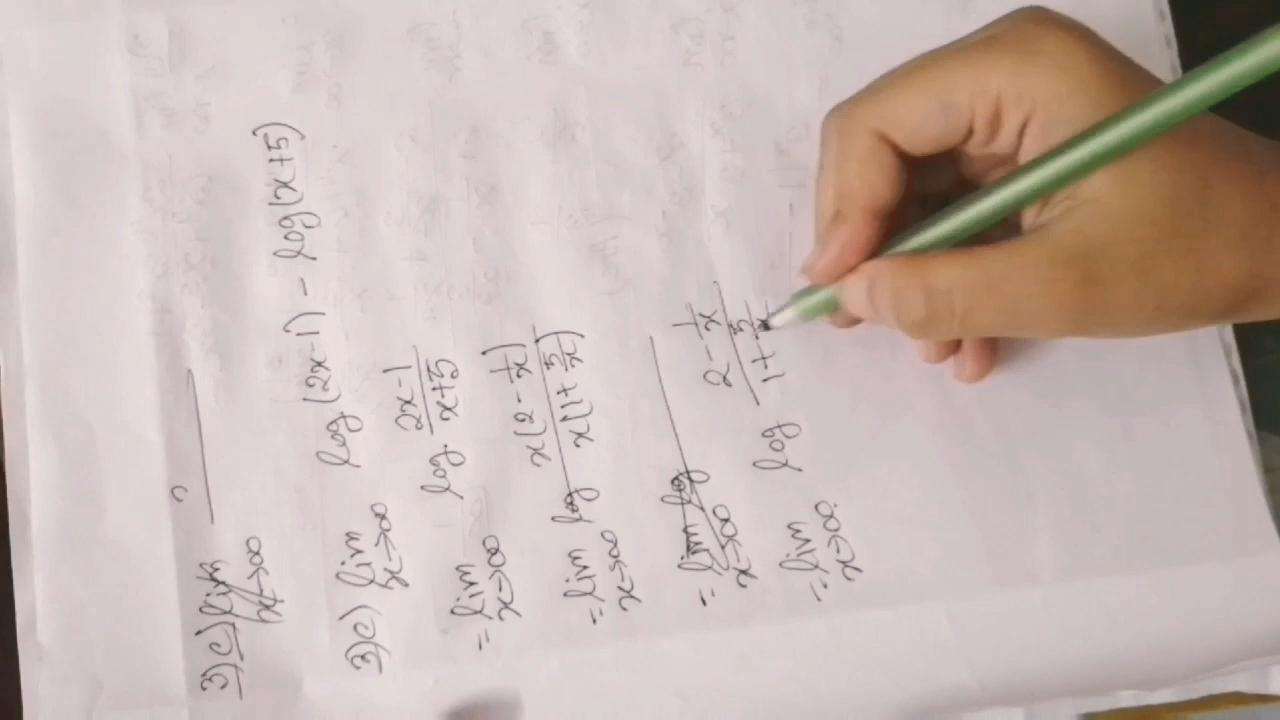 3)c) lim x→∞
3)c) lim x→∞ log(2x-1) - log(x+5)
= lim x→∞ log. 2x-1 / x+5
= lim x→∞ log x(2 - 1/x) / x(1 + 5/x)
= lim x→∞ log
= lim x→∞. log 2 - 1/x / 1 + 5/x